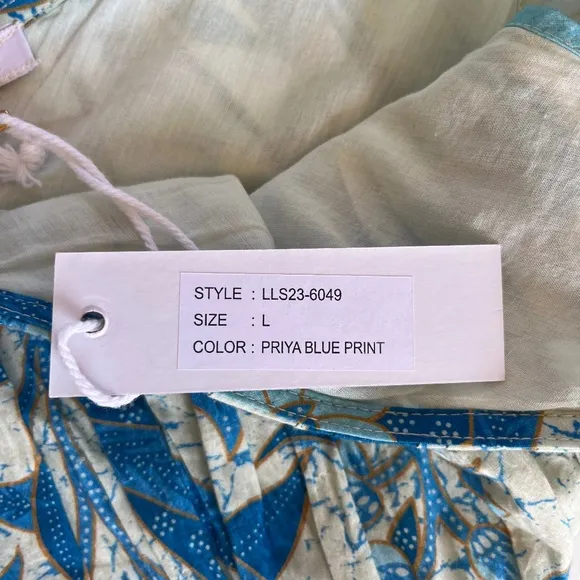 STYLE : LLS23-6049
SIZE : L
COLOR : PRIYA BLUE PRINT